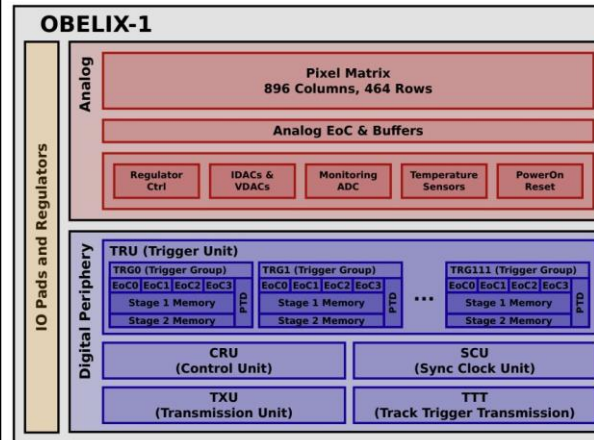 OBELIX-1
IO Pads and Regulators
Analog
Pixel Matrix
896 Columns, 464 Rows
Analog EoC & Buffers
Regulator
Ctrl
IDACs &
VDACs
Monitoring
ADC
Temperature
Sensors
PowerOn
Reset
Digital Periphery
TRU (Trigger Unit)
TRG0 (Trigger Group)
EoC0 EoC1 EoC2 EoC3
Stage 1 Memory
Stage 2 Memory
PTD
TRG1 (Trigger Group)
EoC0 EoC1 EoC2 EoC3
Stage 1 Memory
Stage 2 Memory
PTD
...
TRG111 (Trigger Group)
EoC0 EoC1 EoC2 EoC3
Stage 1 Memory
Stage 2 Memory
PTD
CRU
(Control Unit)
SCU
(Sync Clock Unit)
TXU
(Transmission Unit)
TTT
(Track Trigger Transmission)